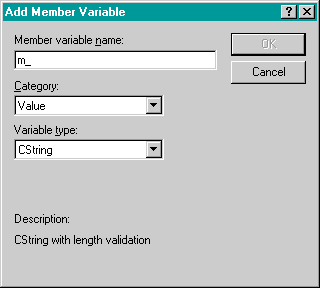 Add Member Variable
Member variable name:
OK
m_
Cancel
Category:
Value
Variable type:
CString
Description:
CString with length validation